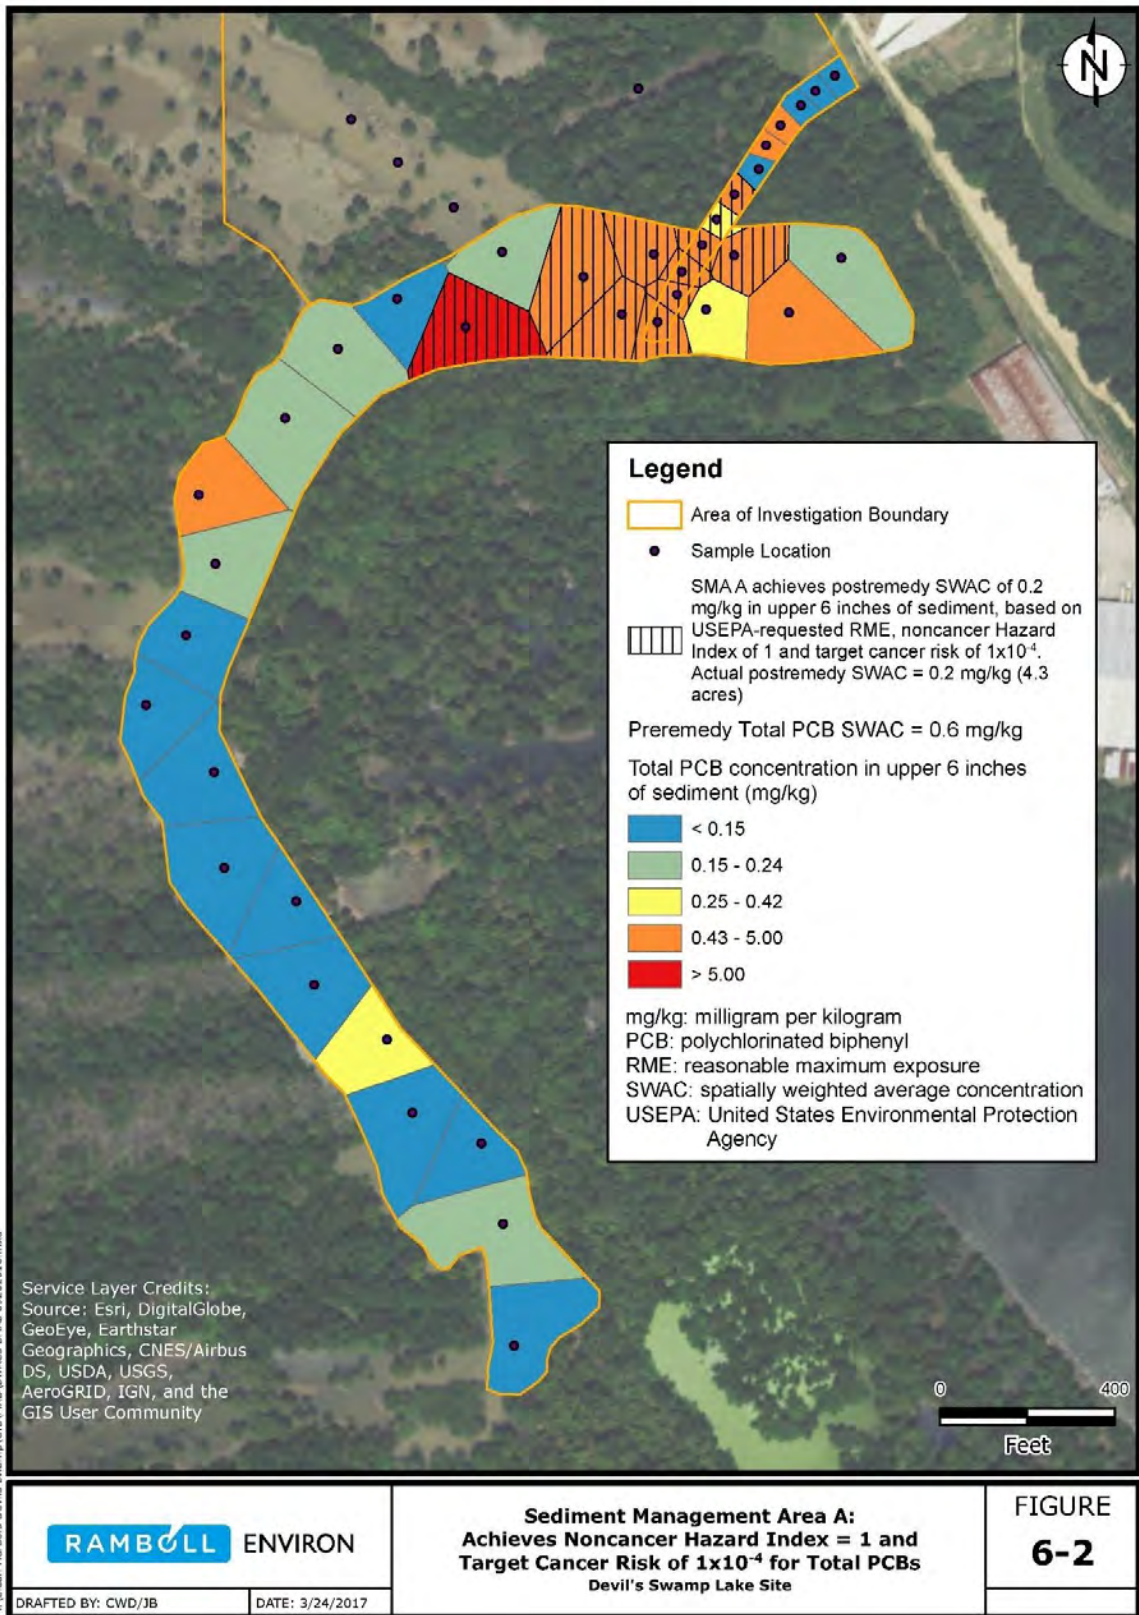 N
Legend
Area of Investigation Boundary
Sample Location
SMA A achieves postremedy SWAC of 0.2
mg/kg in upper 6 inches of sediment, based on
USEPA-requested RME, noncancer Hazard
Index of 1 and target cancer risk of 1x10⁻⁴.
Actual postremedy SWAC = 0.2 mg/kg (4.3
acres)
Preremedy Total PCB SWAC = 0.6 mg/kg
Total PCB concentration in upper 6 inches
of sediment (mg/kg)
< 0.15
0.15 - 0.24
0.25 - 0.42
0.43 - 5.00
> 5.00
mg/kg: milligram per kilogram
PCB: polychlorinated biphenyl
RME: reasonable maximum exposure
SWAC: spatially weighted average concentration
USEPA: United States Environmental Protection
Agency
Service Layer Credits:
Source: Esri, DigitalGlobe,
GeoEye, Earthstar
Geographics, CNES/Airbus
DS, USDA, USGS,
AeroGRID, IGN, and the
GIS User Community
0 400
Feet
RAMBOLL ENVIRON
DRAFTED BY: CWD/JB
DATE: 3/24/2017
Sediment Management Area A:
Achieves Noncancer Hazard Index = 1 and
Target Cancer Risk of 1x10⁻⁴ for Total PCBs
Devil's Swamp Lake Site
FIGURE
6-2